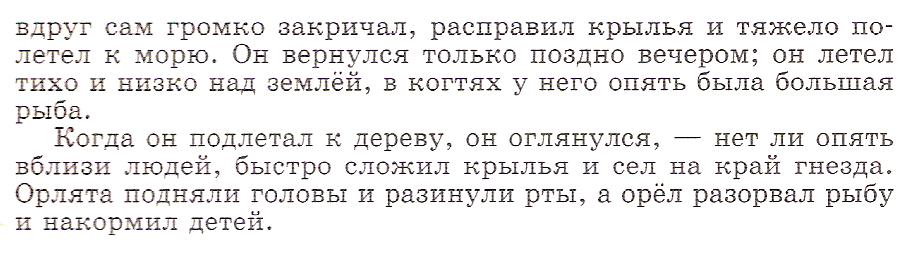 вдруг сам громко закричал, расправил крылья и тяжело по-
летел к морю. Он вернулся только поздно вечером; он летел
тихо и низко над землёй, в когтях у него опять была большая
рыба.
Когда он подлетал к дереву, он оглянулся, — нет ли опять
вблизи людей, быстро сложил крылья и сел на край гнезда.
Орлята подняли головы и разинули рты, а орёл разорвал рыбу
и накормил детей.